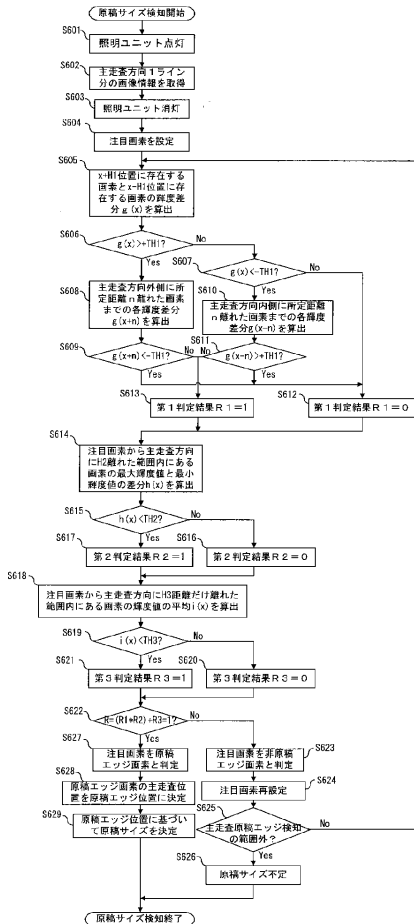 原稿サイズ検知開始
S601
照明ユニット点灯
S602
主走査方向1ライン
分の画像情報を取得
S603
照明ユニット消灯
S604
注目画素を設定
S605
x+H1位置に存在する
画素とx-H1位置に存
在する画素の輝度差
分g(x)を算出
S606
g(x)>+TH1?
No
Yes
S607
g(x)<-TH1?
No
Yes
S608
主走査方向外側に所
定距離n離れた画素
までの各輝度差分
g(x+n)を算出
S610
主走査方向内側に所定距離
n離れた画素までの各輝度
差分g(x-n)を算出
S609
g(x+n)<-TH1?
No
Yes
S611
g(x-n)>+TH1?
No
Yes
S613
第1判定結果R1=1
S612
第1判定結果R1=0
S614
注目画素から主走査方向
にH2離れた範囲内にある
画素の最大輝度値と最小
輝度値の差分h(x)を算出
S615
h(x)<TH2?
No
Yes
S617
第2判定結果R2=1
S616
第2判定結果R2=0
S618
注目画素から主走査方向にH3距離だけ離れた
範囲内にある画素の輝度値の平均i(x)を算出
S619
i(x)<TH3?
No
Yes
S621
第3判定結果R3=1
S620
第3判定結果R3=0
S622
R=(R1*R2)+R3=1?
No
Yes
S627
注目画素を原稿
エッジ画素と判定
S623
注目画素を非原稿
エッジ画素と判定
S628
原稿エッジ画素の主走査位
置を原稿エッジ位置に決定
S624
注目画素再設定
S629
原稿エッジ位置に基づい
て原稿サイズを決定
S625
主走査原稿エッジ検知
の範囲外?
No
Yes
S626
原稿サイズ不定
原稿サイズ検知終了